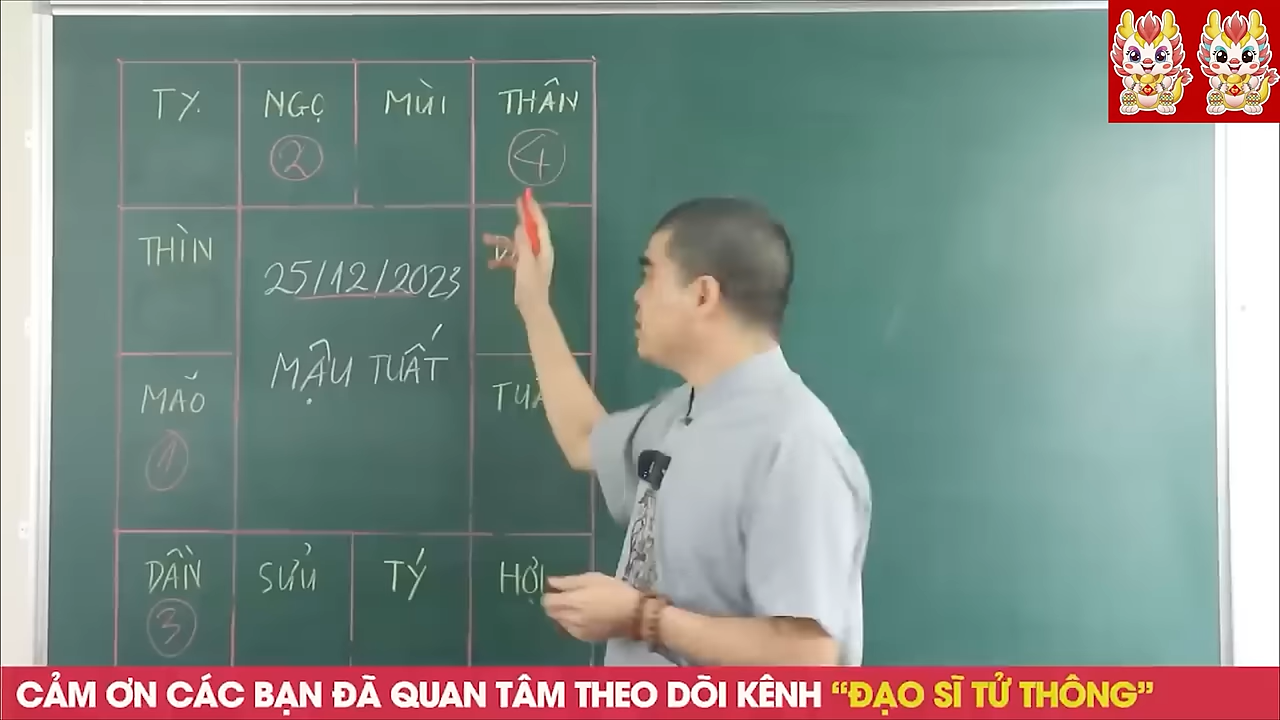 TỴ NGỌ MÙI THÂN
2 4
THÌN
25/12/2023
MẬU TUẤT
MÃO
1
DẦN SỬU TÝ HỢI
3
CẢM ƠN CÁC BẠN ĐÃ QUAN TÂM THEO DÕI KÊNH “ĐẠO SĨ TỬ THÔNG”